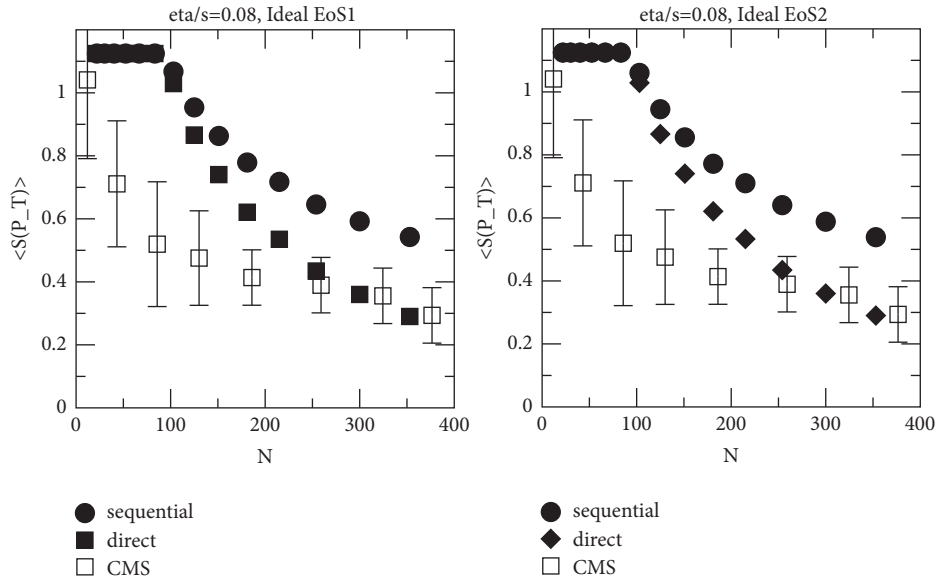 eta/s=0.08, Ideal EoS1
<S(P_T)>
1
0.8
0.6
0.4
0.2
0
0 100 200 300 400
N
sequential
direct
CMS
eta/s=0.08, Ideal EoS2
<S(P_T)>
1
0.8
0.6
0.4
0.2
0
0 100 200 300 400
N
sequential
direct
CMS